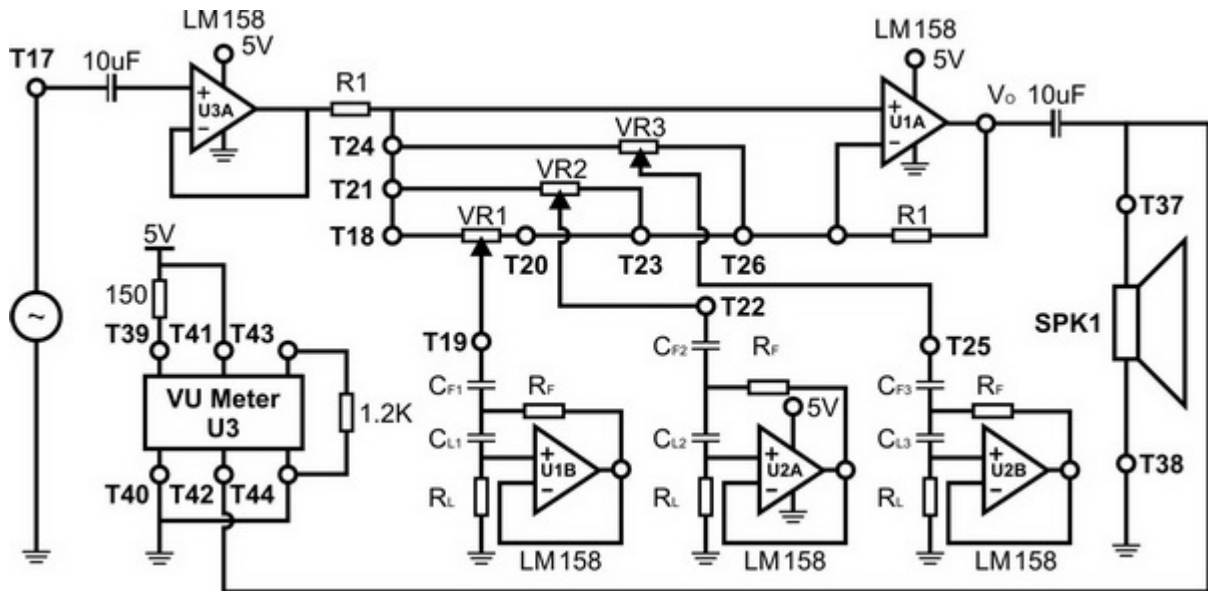 LM158
LM158
T17
10uF
5V
5V
+
U3A
−
R1
+
U1A
−
Vo 10uF
T24
VR3
T21
VR2
T18
VR1
R1
T20
T23
T26
T37
5V
150
T22
SPK1
~
T39
T41
T43
T19
CF2
RF
T25
VU Meter
U3
1.2K
CF1
RF
5V
CF3
RF
CL1
+
U1B
−
CL2
+
U2A
−
CL3
+
U2B
−
T38
T40
T42
T44
RL
RL
RL
LM158
LM158
LM158